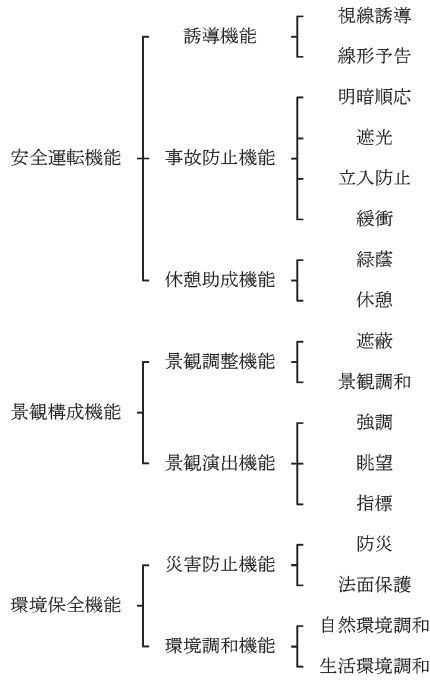 安全運転機能
誘導機能
視線誘導
線形予告
事故防止機能
明暗順応
遮光
立入防止
緩衝
休憩助成機能
緑蔭
休憩
景観構成機能
景観調整機能
遮蔽
景観調和
景観演出機能
強調
眺望
指標
環境保全機能
災害防止機能
防災
法面保護
環境調和機能
自然環境調和
生活環境調和